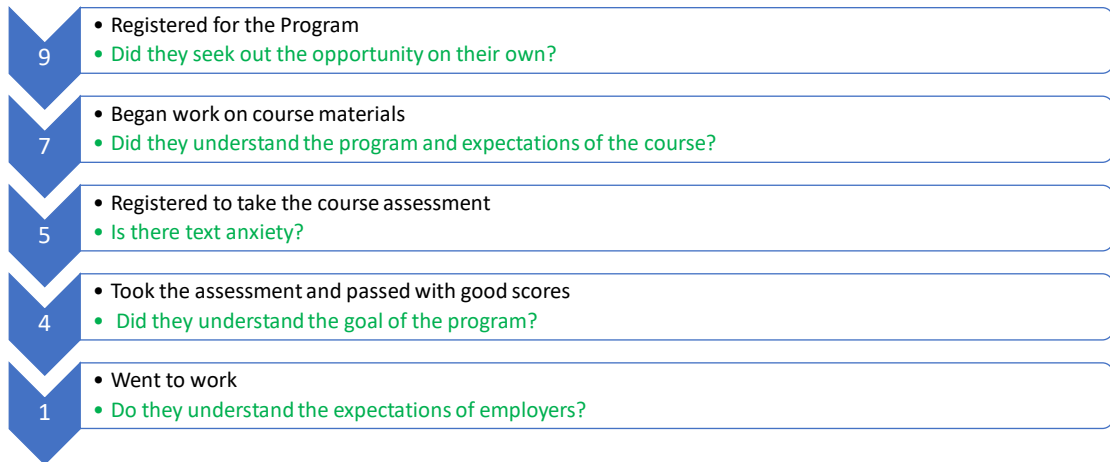 9
• Registered for the Program
• Did they seek out the opportunity on their own?
7
• Began work on course materials
• Did they understand the program and expectations of the course?
5
• Registered to take the course assessment
• Is there text anxiety?
4
• Took the assessment and passed with good scores
• Did they understand the goal of the program?
1
• Went to work
• Do they understand the expectations of employers?